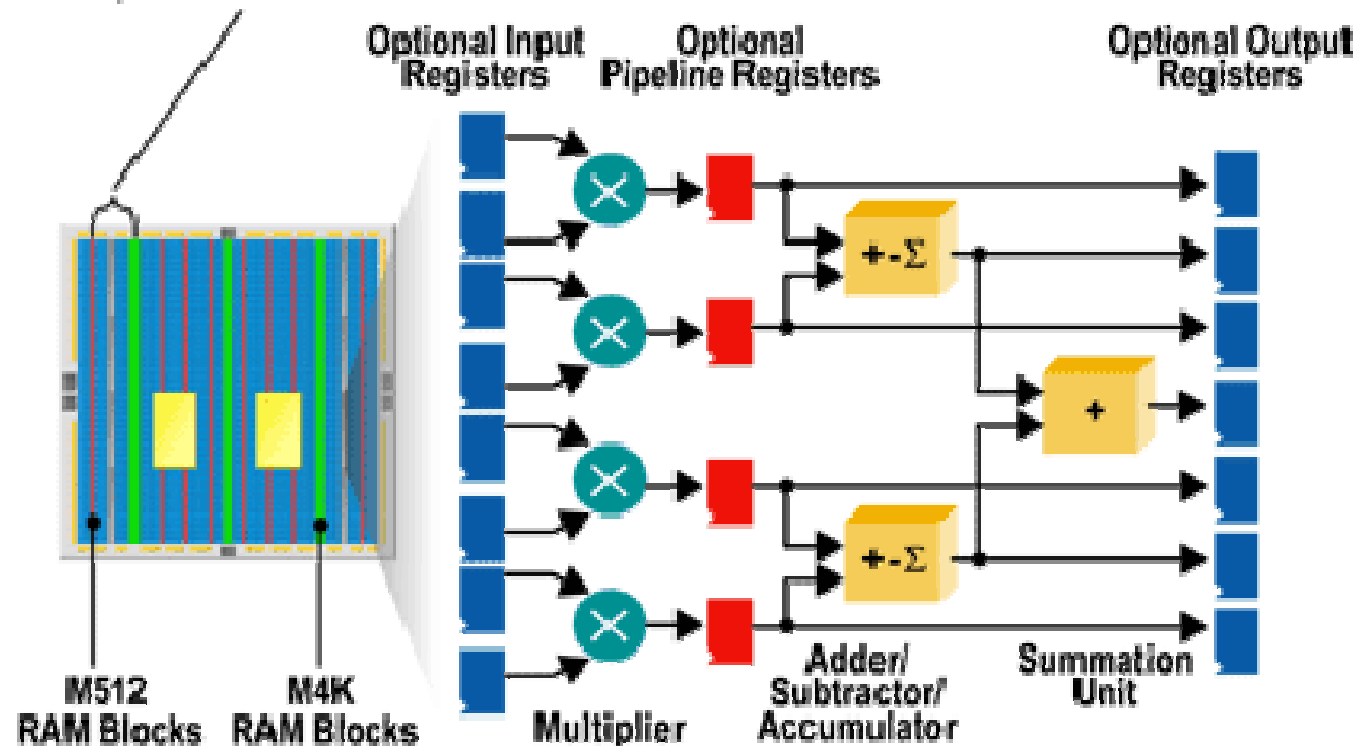 Optional Input
Registers
Optional
Pipeline Registers
Optional Output
Registers
+-Σ
+
+-Σ
M512
RAM Blocks
M4K
RAM Blocks
Multiplier
Adder/
Subtractor/
Accumulator
Summation
Unit